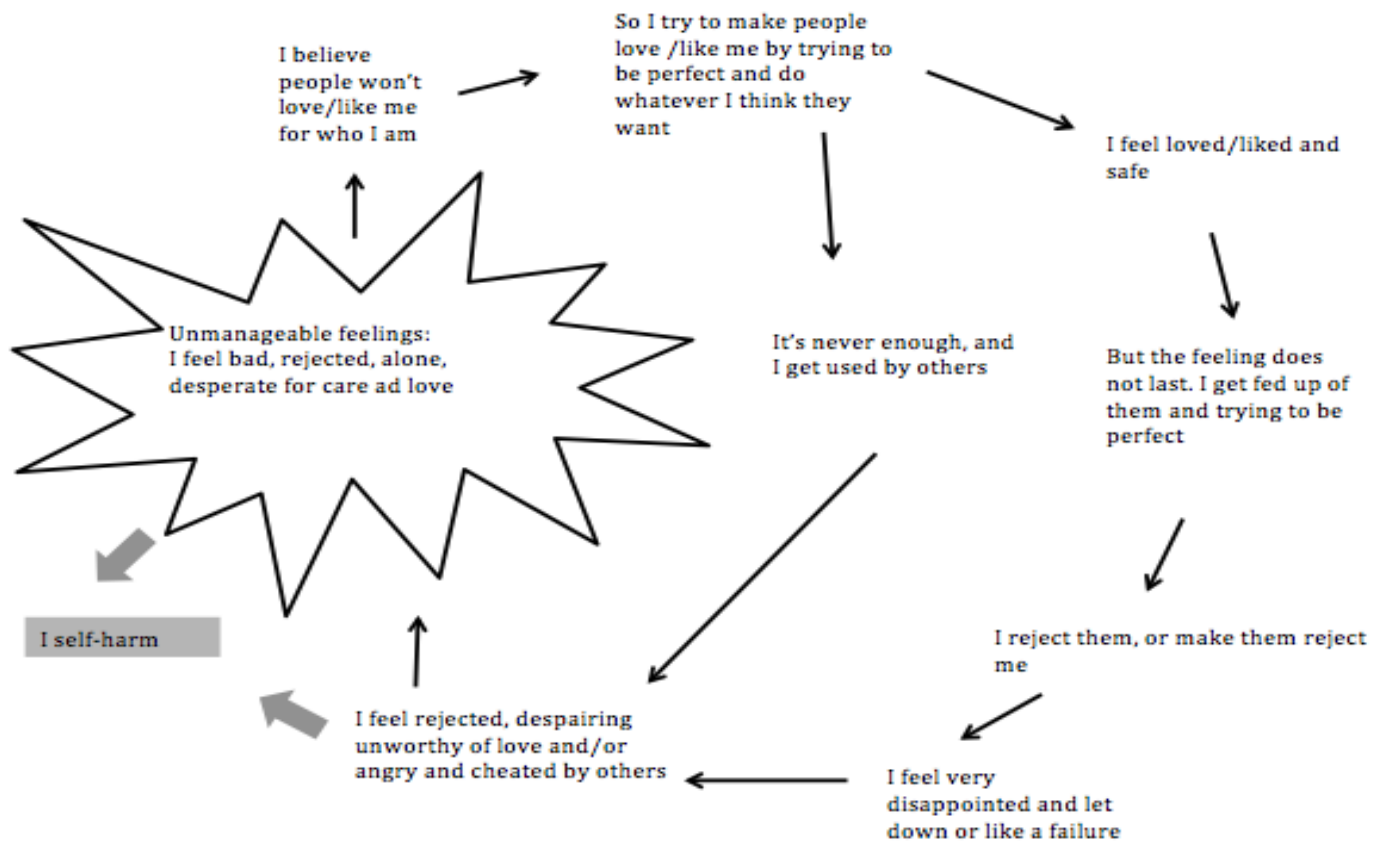 I believe
people won't
love/like me
for who I am
So I try to make people
love /like me by trying to
be perfect and do
whatever I think they
want
I feel loved/liked and
safe
Unmanageable feelings:
I feel bad, rejected, alone,
desperate for care ad love
It's never enough, and
I get used by others
But the feeling does
not last. I get fed up of
them and trying to be
perfect
I self-harm
I reject them, or make them reject
me
I feel rejected, despairing
unworthy of love and/or
angry and cheated by others
I feel very
disappointed and let
down or like a failure